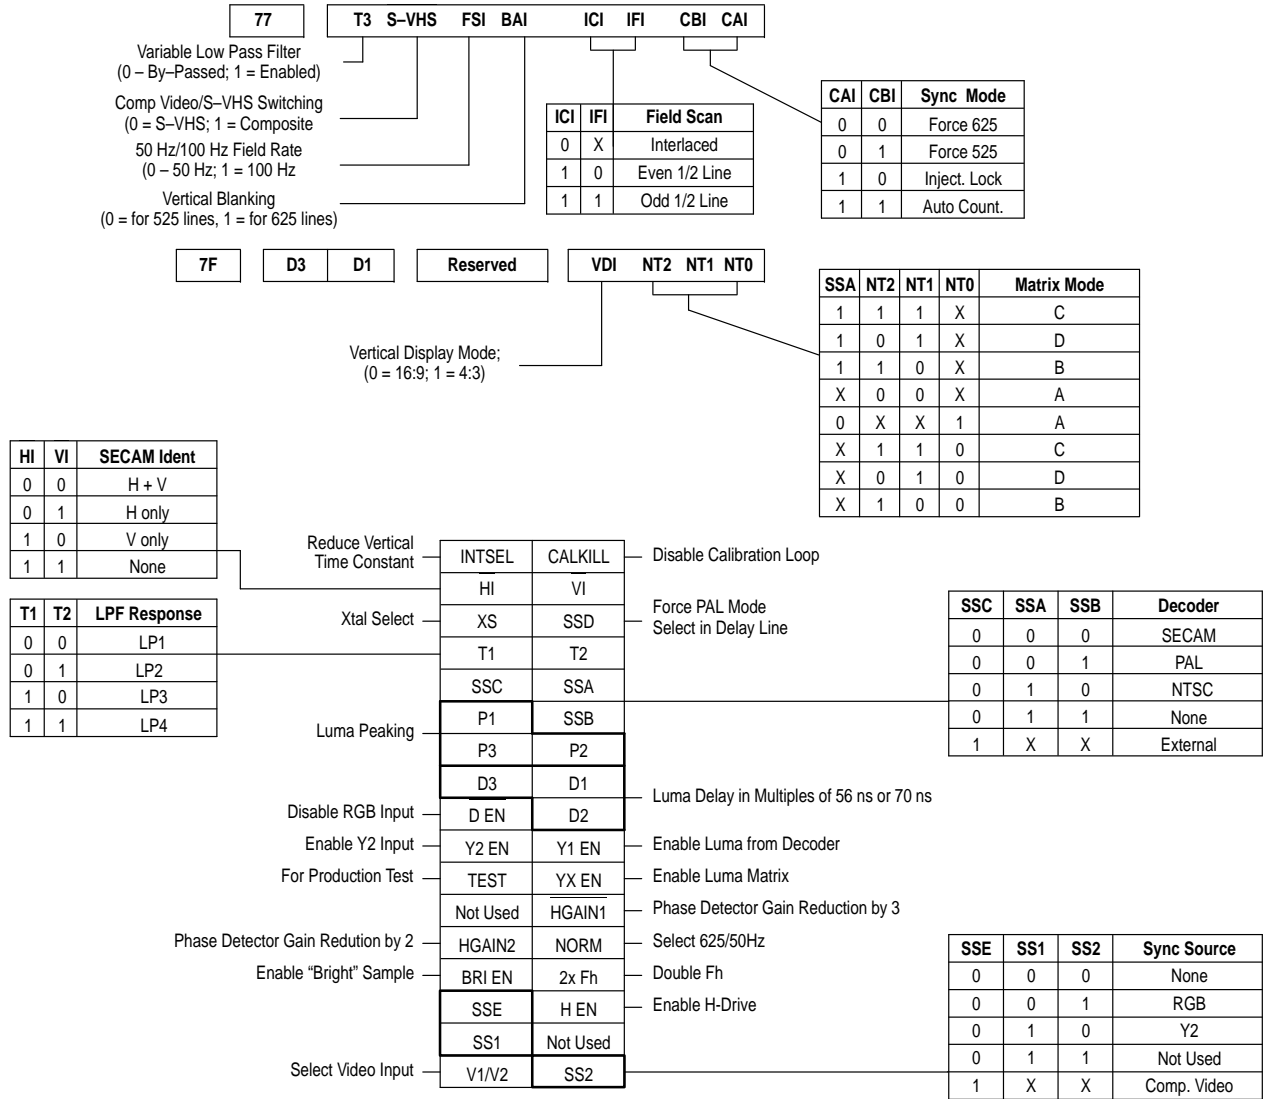 77 T3 S–VHS FSI BAI ICI IFI CBI CAI
Variable Low Pass Filter
(0 – By–Passed; 1 = Enabled)
Comp Video/S–VHS Switching
(0 = S–VHS; 1 = Composite
50 Hz/100 Hz Field Rate
(0 – 50 Hz; 1 = 100 Hz
Vertical Blanking
(0 = for 525 lines, 1 = for 625 lines)
ICI IFI Field Scan
0 X Interlaced
1 0 Even 1/2 Line
1 1 Odd 1/2 Line
CAI CBI Sync Mode
0 0 Force 625
0 1 Force 525
1 0 Inject. Lock
1 1 Auto Count.
7F D3 D1 Reserved VDI NT2 NT1 NT0
Vertical Display Mode;
(0 = 16:9; 1 = 4:3)
SSA NT2 NT1 NT0 Matrix Mode
1 1 1 X C
1 0 1 X D
1 1 0 X B
X 0 0 X A
0 X X 1 A
X 1 1 0 C
X 0 1 0 D
X 1 0 0 B
HI VI SECAM Ident
0 0 H + V
0 1 H only
1 0 V only
1 1 None
T1 T2 LPF Response
0 0 LP1
0 1 LP2
1 0 LP3
1 1 LP4
Reduce Vertical
Time Constant
INTSEL CALKILL
Disable Calibration Loop
HI VI
Xtal Select
XS SSD
Force PAL Mode
Select in Delay Line
T1 T2
SSC SSA
Luma Peaking
P1 SSB
P3 P2
D3 D1
Luma Delay in Multiples of 56 ns or 70 ns
Disable RGB Input
D EN D2
Enable Y2 Input
Y2 EN Y1 EN
Enable Luma from Decoder
For Production Test
TEST YX EN
Enable Luma Matrix
Not Used HGAIN1
Phase Detector Gain Reduction by 3
Phase Detector Gain Redution by 2
HGAIN2 NORM
Select 625/50Hz
Enable “Bright” Sample
BRI EN 2x Fh
Double Fh
SSE H EN
Enable H-Drive
SS1 Not Used
Select Video Input
V1/V2 SS2
SSC SSA SSB Decoder
0 0 0 SECAM
0 0 1 PAL
0 1 0 NTSC
0 1 1 None
1 X X External
SSE SS1 SS2 Sync Source
0 0 0 None
0 0 1 RGB
0 1 0 Y2
0 1 1 Not Used
1 X X Comp. Video